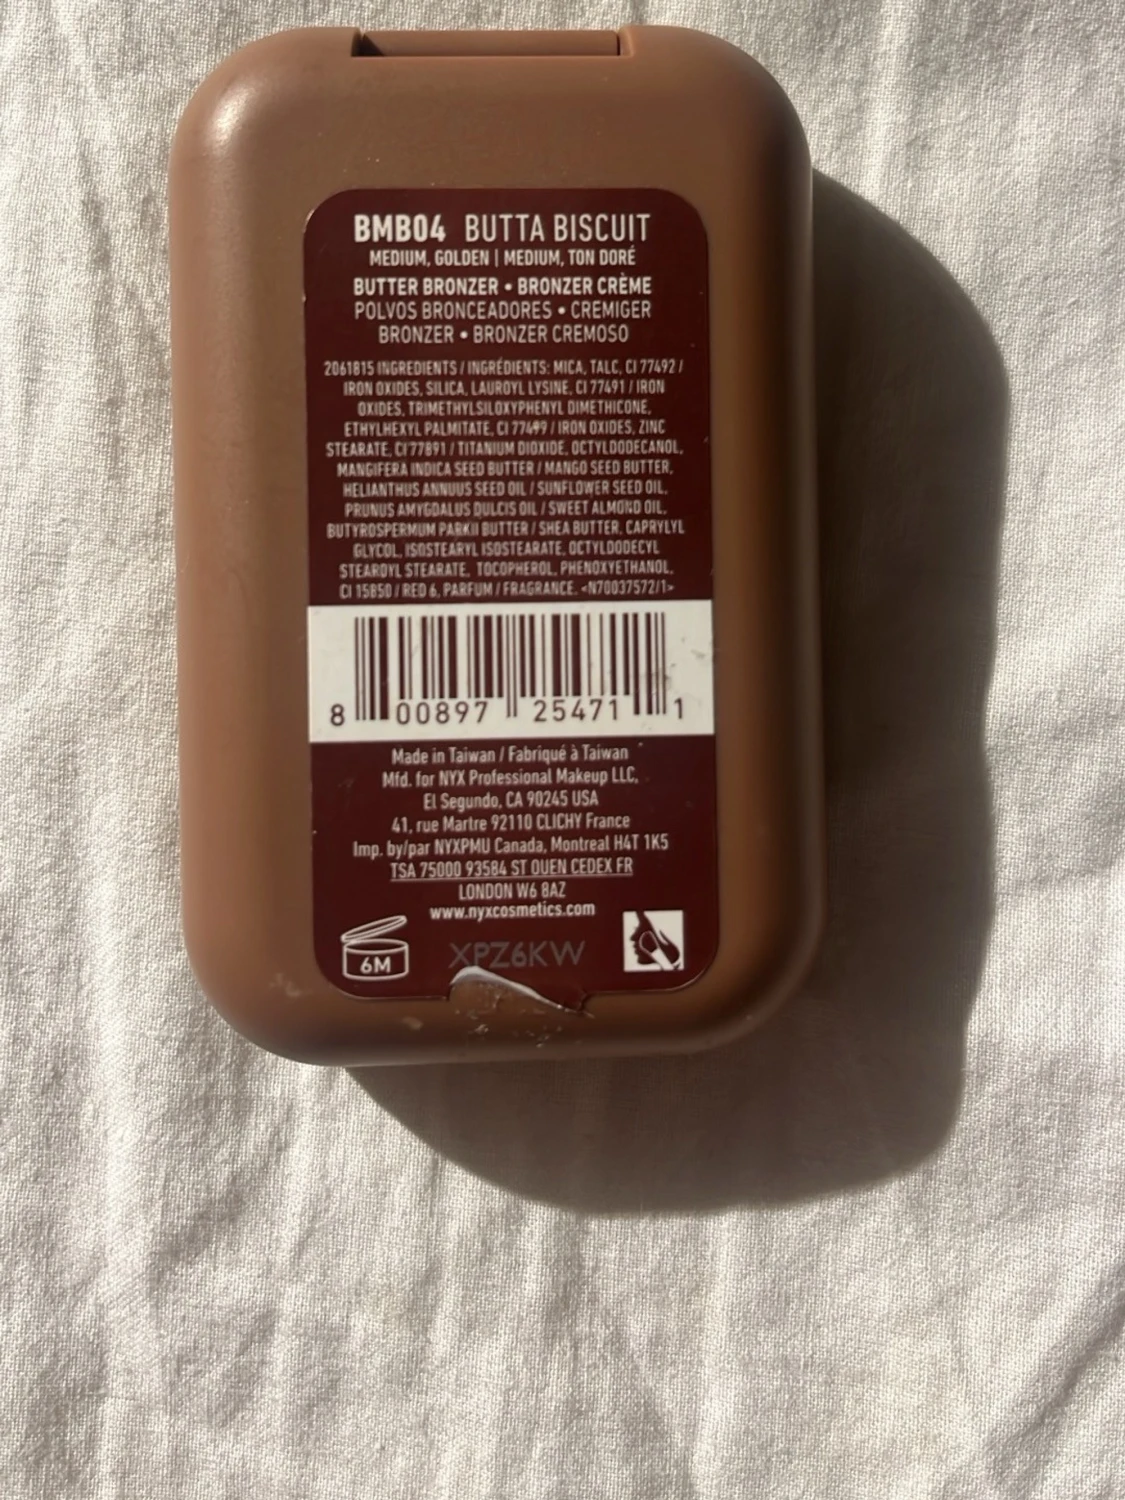 BMB04 BUTTA BISCUIT
MEDIUM, GOLDEN | MEDIUM, TON DORÉ
BUTTER BRONZER • BRONZER CRÈME
POLVOS BRONCEADORES • CREMIGER
BRONZER • BRONZER CREMOSO
2061815 INGREDIENTS / INGRÉDIENTS: MICA, TALC, CI 77492 /
IRON OXIDES, SILICA, LAUROYL LYSINE, CI 77491 / IRON
OXIDES, TRIMETHYLSILOXYPHENYL DIMETHICONE,
ETHYLHEXYL PALMITATE, CI 77499 / IRON OXIDES, ZINC
STEARATE, CI 77891 / TITANIUM DIOXIDE, OCTYLDODECANOL,
MANGIFERA INDICA SEED BUTTER / MANGO SEED BUTTER,
HELIANTHUS ANNUUS SEED OIL / SUNFLOWER SEED OIL,
PRUNUS AMYGDALUS DULCIS OIL / SWEET ALMOND OIL,
BUTYROSPERMUM PARKII BUTTER / SHEA BUTTER, CAPRYLYL
GLYCOL, ISOSTEARYL ISOSTEARATE, OCTYLDODECYL
STEAROYL STEARATE, TOCOPHEROL, PHENOXYETHANOL,
CI 15850 / RED 6, PARFUM / FRAGRANCE. <N70037572/1>
8 00897 25471 1
Made in Taiwan / Fabriqué à Taiwan
Mfd. for NYX Professional Makeup LLC,
El Segundo, CA 90245 USA
41, rue Martre 92110 CLICHY France
Imp. by/par NYXPMU Canada, Montreal H4T 1K5
TSA 75000 93584 ST OUEN CEDEX FR
LONDON W6 8AZ
www.nyxcosmetics.com
6M XPZ6KW